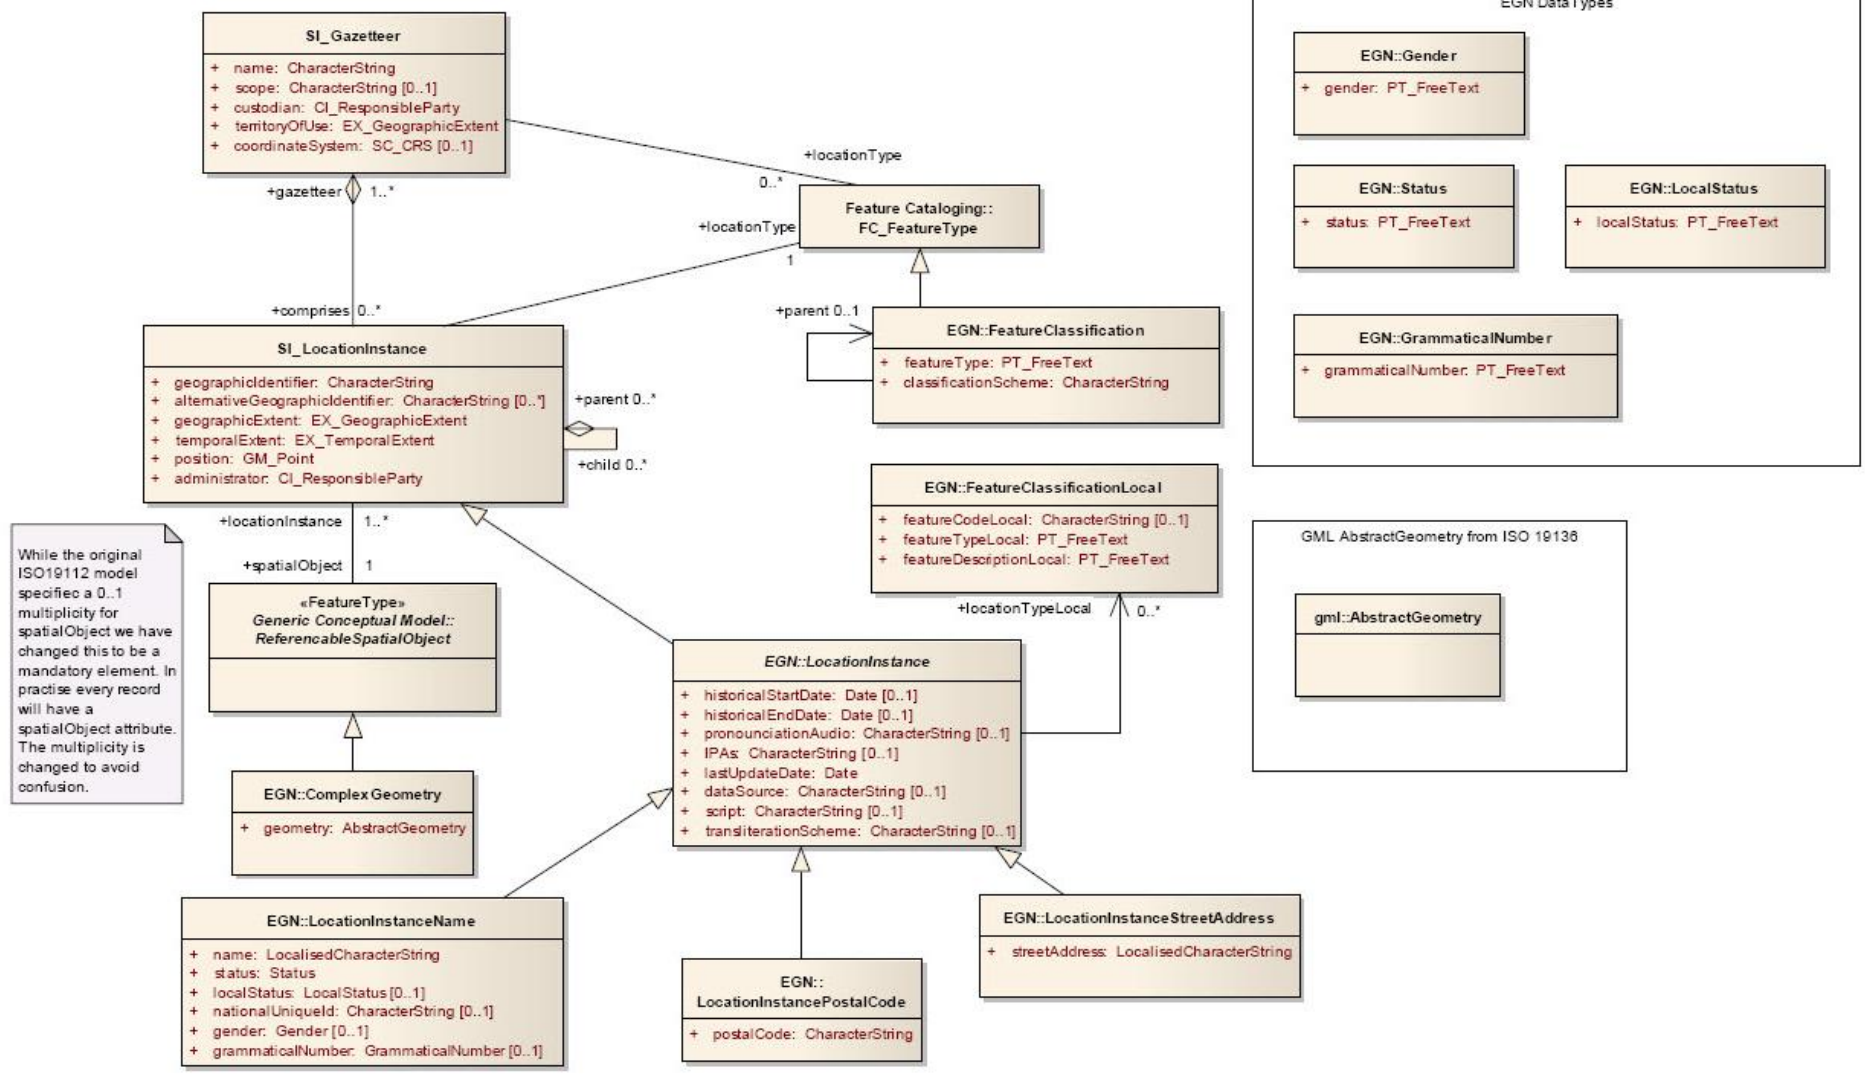 EGN DataTypes
SI_Gazetteer
+ name: CharacterString
+ scope: CharacterString [0..1]
+ custodian: CI_ResponsibleParty
+ territoryOfUse: EX_GeographicExtent
+ coordinateSystem: SC_CRS [0..1]
+gazetteer 1..*
+comprises 0..*
+locationType
0..*
+locationType
1
Feature Cataloging::
FC_FeatureType
+parent 0..1
EGN::FeatureClassification
+ featureType: PT_FreeText
+ classificationScheme: CharacterString
SI_LocationInstance
+ geographicIdentifier: CharacterString
+ alternativeGeographicIdentifier: CharacterString [0..*]
+ geographicExtent: EX_GeographicExtent
+ temporalExtent: EX_TemporalExtent
+ position: GM_Point
+ administrator: CI_ResponsibleParty
+parent 0..*
+child 0..*
+locationInstance 1..*
+spatialObject 1
While the original
ISO19112 model
specifiec a 0..1
multiplicity for
spatialObject we have
changed this to be a
mandatory element. In
practise every record
will have a
spatialObject attribute.
The multiplicity is
changed to avoid
confusion.
«FeatureType»
Generic Conceptual Model::
ReferencableSpatialObject
EGN::ComplexGeometry
+ geometry: AbstractGeometry
EGN::FeatureClassificationLocal
+ featureCodeLocal: CharacterString [0..1]
+ featureTypeLocal: PT_FreeText
+ featureDescriptionLocal: PT_FreeText
+locationTypeLocal 0..*
EGN::LocationInstance
+ historicalStartDate: Date [0..1]
+ historicalEndDate: Date [0..1]
+ pronounciationAudio: CharacterString [0..1]
+ IPAs: CharacterString [0..1]
+ lastUpdateDate: Date
+ dataSource: CharacterString [0..1]
+ script: CharacterString [0..1]
+ transliterationScheme: CharacterString [0..1]
EGN::LocationInstanceName
+ name: LocalisedCharacterString
+ status: Status
+ localStatus: LocalStatus [0..1]
+ nationalUniqueId: CharacterString [0..1]
+ gender: Gender [0..1]
+ grammaticalNumber: GrammaticalNumber [0..1]
EGN::
LocationInstancePostalCode
+ postalCode: CharacterString
EGN::LocationInstanceStreetAddress
+ streetAddress: LocalisedCharacterString
EGN::Gender
+ gender: PT_FreeText
EGN::Status
+ status: PT_FreeText
EGN::LocalStatus
+ localStatus: PT_FreeText
EGN::GrammaticalNumber
+ grammaticalNumber: PT_FreeText
GML AbstractGeometry from ISO 19136
gml::AbstractGeometry